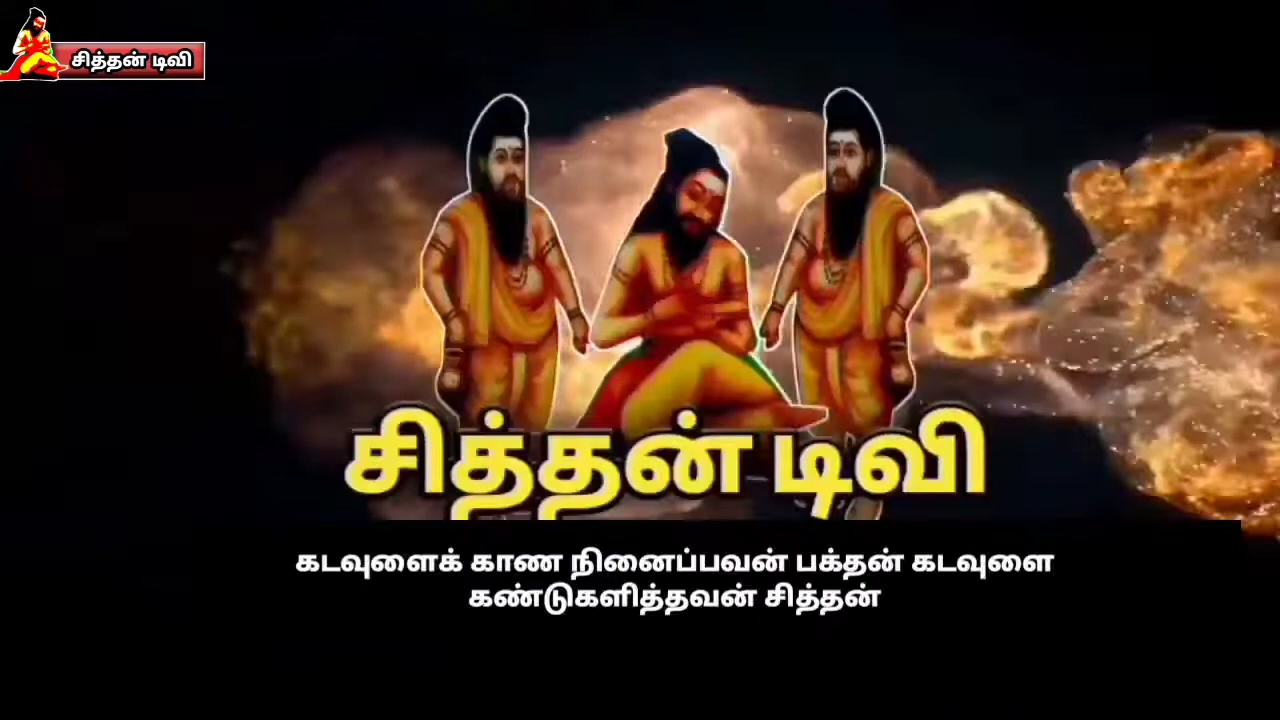 சித்தன் டிவி
சித்தன் டிவி
கடவுளைக் காண நினைப்பவன் பக்தன் கடவுளை
கண்டுகளித்தவன் சித்தன்